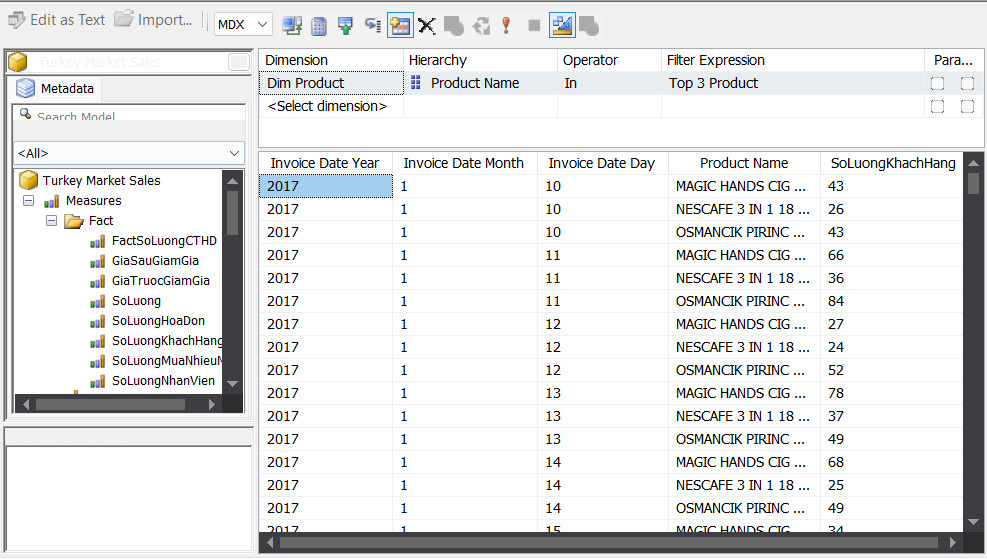 Edit as Text Import... MDX
Turkey Market Sales
Metadata
Search Model
<All>
Turkey Market Sales
Measures
Fact
FactSoLuongCTHD
GiaSauGiamGia
GiaTruocGiamGia
SoLuong
SoLuongHoaDon
SoLuongKhachHang
SoLuongMuaNhieuN
SoLuongNhanVien
Dimension Hierarchy Operator Filter Expression Para...
Dim Product Product Name In Top 3 Product
<Select dimension>
Invoice Date Year Invoice Date Month Invoice Date Day Product Name SoLuongKhachHang
2017 1 10 MAGIC HANDS CIG ... 43
2017 1 10 NESCAFE 3 IN 1 18 ... 26
2017 1 10 OSMANCIK PIRINC ... 43
2017 1 11 MAGIC HANDS CIG ... 66
2017 1 11 NESCAFE 3 IN 1 18 ... 36
2017 1 11 OSMANCIK PIRINC ... 84
2017 1 12 MAGIC HANDS CIG ... 27
2017 1 12 NESCAFE 3 IN 1 18 ... 24
2017 1 12 OSMANCIK PIRINC ... 52
2017 1 13 MAGIC HANDS CIG ... 78
2017 1 13 NESCAFE 3 IN 1 18 ... 37
2017 1 13 OSMANCIK PIRINC ... 49
2017 1 14 MAGIC HANDS CIG ... 68
2017 1 14 NESCAFE 3 IN 1 18 ... 25
2017 1 14 OSMANCIK PIRINC ... 49
2017 1 15 MAGIC HANDS CIG ... 34